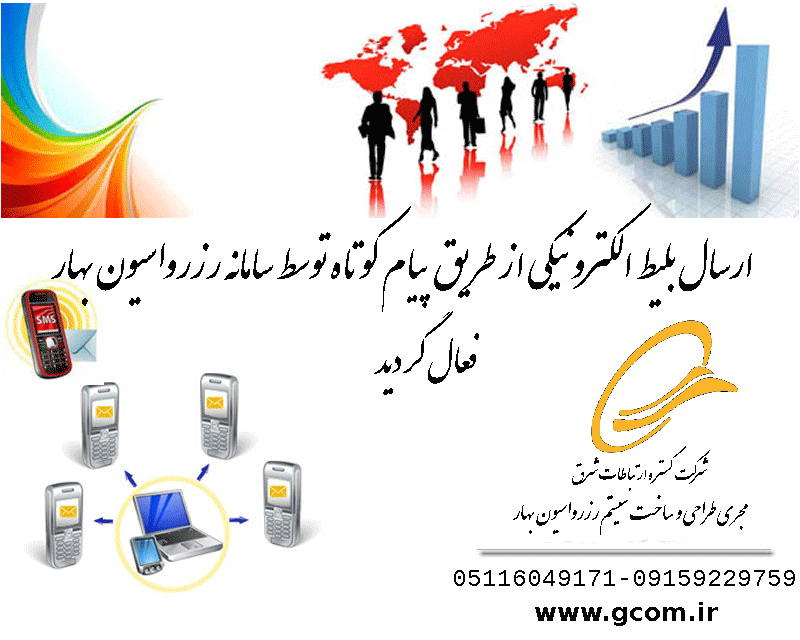 ارسال بلیط الکترونیکی از طریق پیام کوتاه توسط سامانه رزرواسیون بهار
فعال گردید
SMS
شرکت گستره ارتباطات شرق
مجری طراحی و ساخت سیستم رزرواسیون بهار
05116049171-09159229759
www.gcom.ir